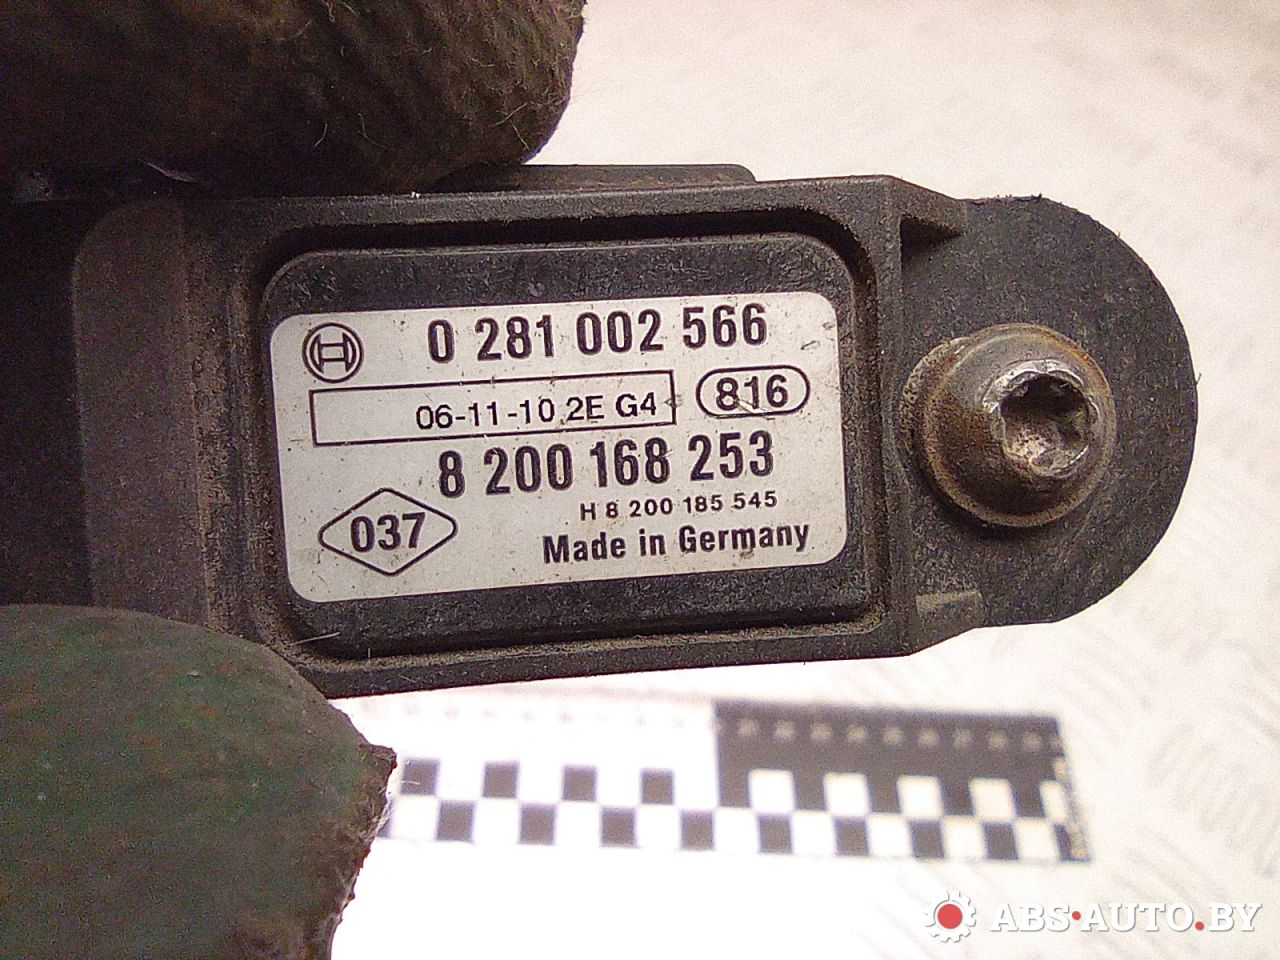 0 281 002 566
06-11-10 2E G4
816
8 200 168 253
H 8 200 185 545
037
Made in Germany
ABS·AUTO.BY